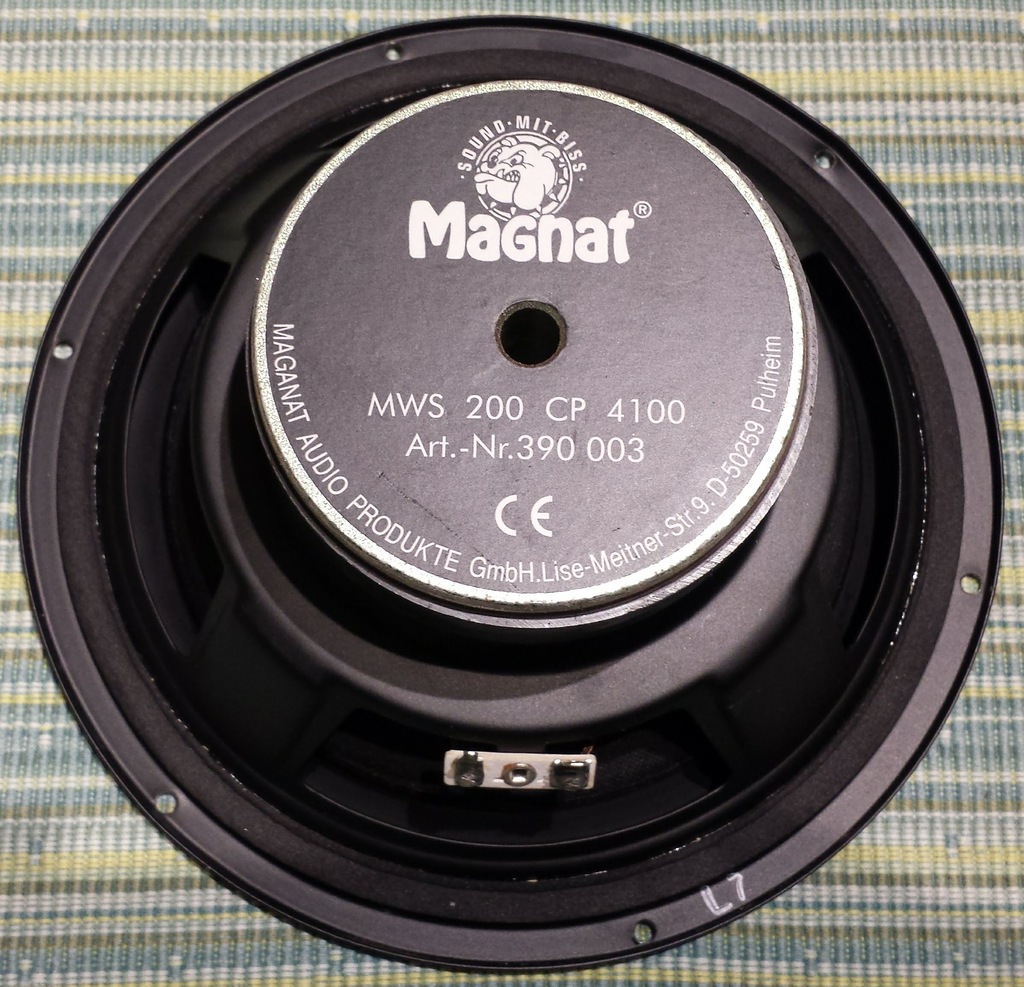 ·SOUND·MIT·BISS·
Magnat®
MWS 200 CP 4100
Art.-Nr.390 003
CE
MAGANAT AUDIO PRODUKTE GmbH.Lise-Meitner-Str.9. D-50259 Pulheim
L7